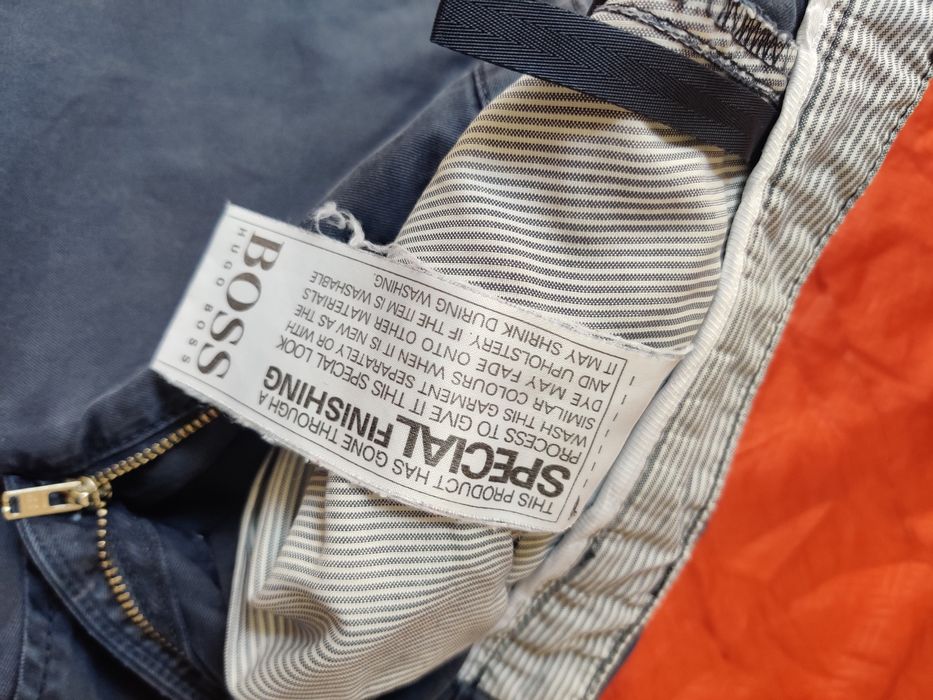 BOSS
HUGO BOSS
THIS PRODUCT HAS GONE THROUGH A
SPECIAL FINISHING
PROCESS TO GIVE IT THIS SPECIAL LOOK
WASH THIS GARMENT SEPARATELY OR WITH
SIMILAR COLOURS WHEN IT IS NEW AS THE
DYE MAY FADE ONTO OTHER MATERIALS
AND UPHOLSTERY. IF THE ITEM IS WASHABLE
IT MAY SHRINK DURING WASHING.